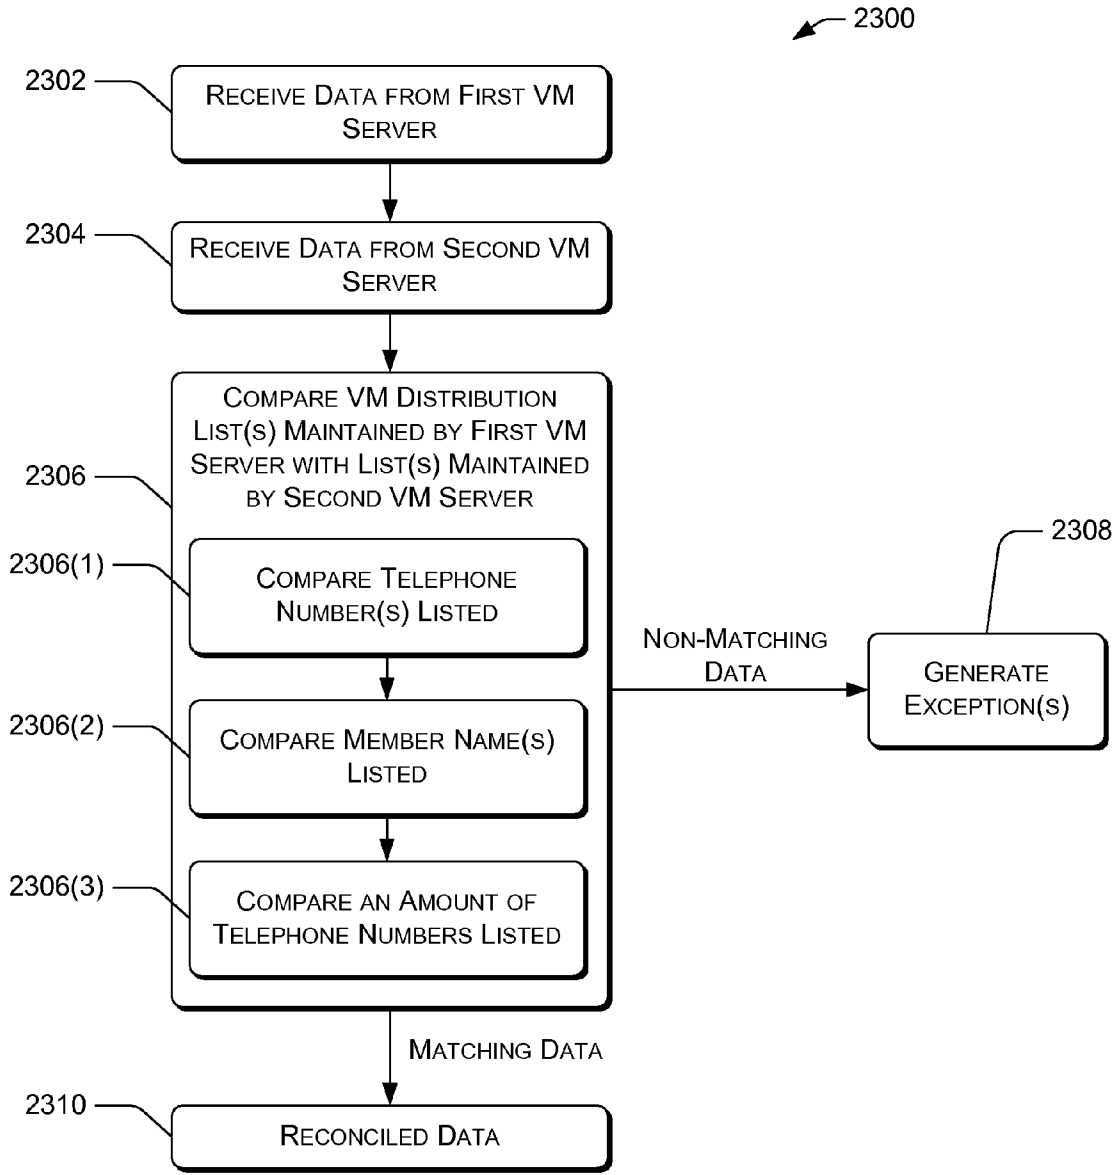 2300
2302
RECEIVE DATA FROM FIRST VM
SERVER
2304
RECEIVE DATA FROM SECOND VM
SERVER
COMPARE VM DISTRIBUTION
LIST(S) MAINTAINED BY FIRST VM
SERVER WITH LIST(S) MAINTAINED
BY SECOND VM SERVER
2306
2306(1)
COMPARE TELEPHONE
NUMBER(S) LISTED
2306(2)
COMPARE MEMBER NAME(S)
LISTED
2306(3)
COMPARE AN AMOUNT OF
TELEPHONE NUMBERS LISTED
NON-MATCHING
DATA
2308
GENERATE
EXCEPTION(S)
MATCHING DATA
2310
RECONCILED DATA